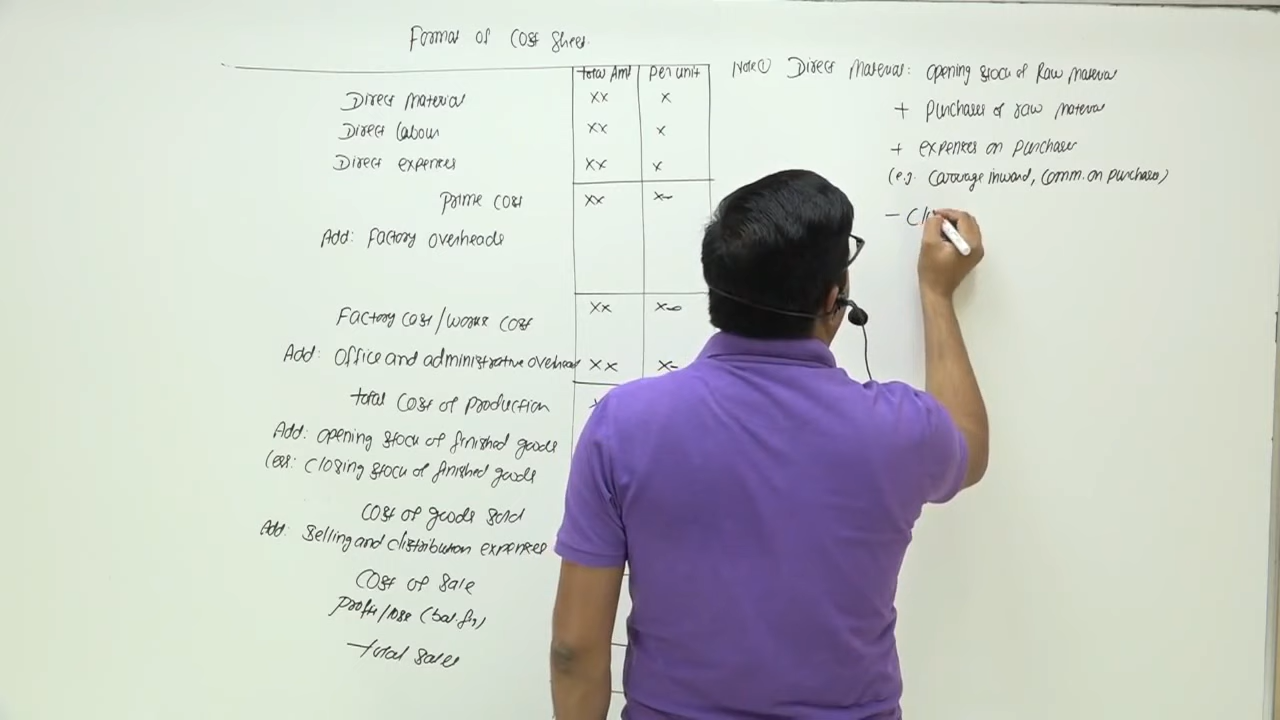 Format of Cost Sheet.
Total Amt Per unit
Direct Material xx x
Direct Labour xx x
Direct expenses xx x
Prime Cost xx x
Add: Factory overheads
Factory Cost/Works Cost xx x
Add: Office and administrative overhead xx x
Total Cost of Production
Add: Opening Stock of finished goods
Less: Closing Stock of finished goods
Cost of goods Sold
Add: Selling and distribution expenses
Cost of Sale
Profit/loss (bal. fig)
Total Sales
Note ① Direct Material: Opening Stock of Raw Material
+ Purchases of raw material
+ expenses on purchases
(e.g. Carriage inward, Comm. on purchases)
- Cl